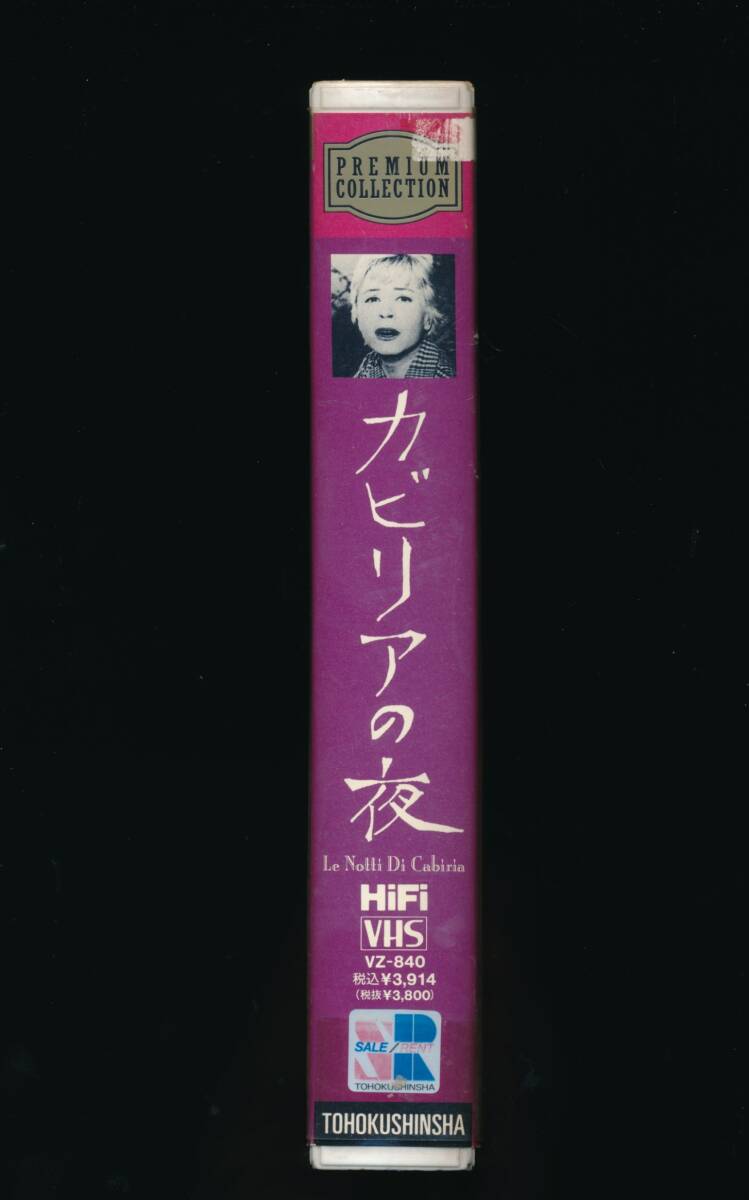 PREMIUM
COLLECTION
カビリアの夜
Le Notti Di Cabiria
HiFi
VHS
VZ-840
税込¥3,914
(税抜¥3,800)
SR
SALE/RENT
TOHOKUSHINSHA
TOHOKUSHINSHA